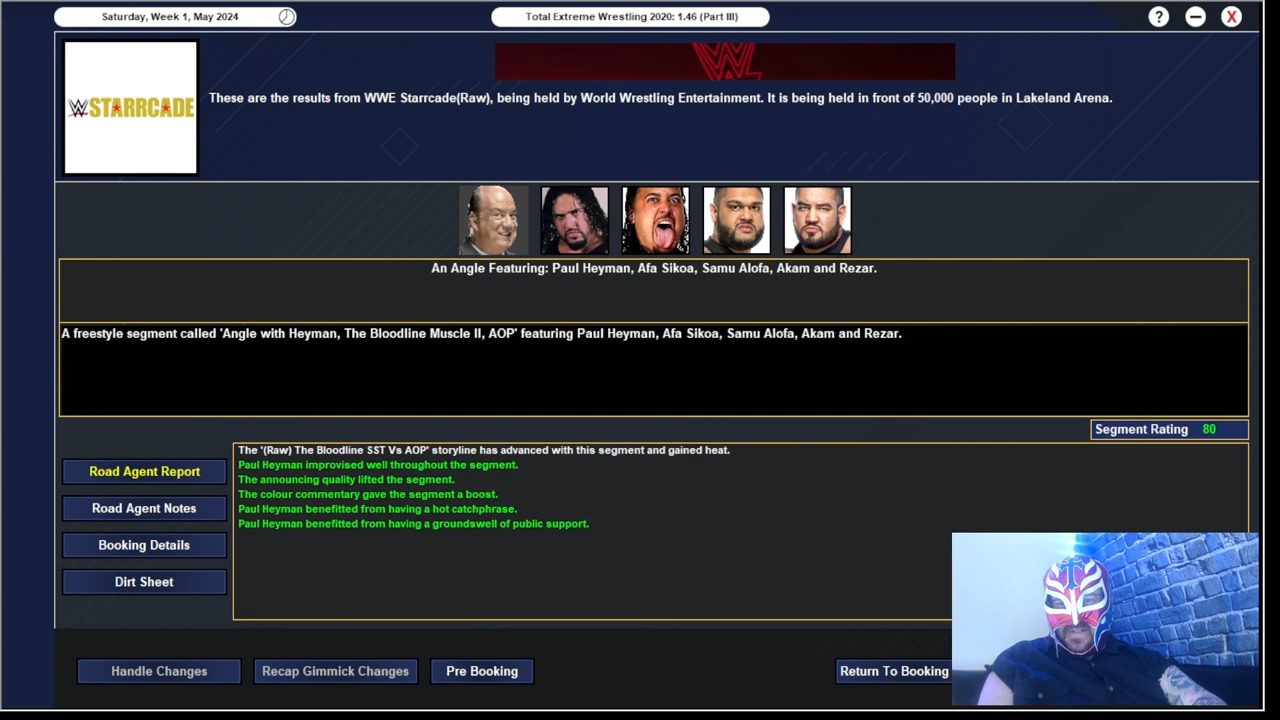 Saturday, Week 1, May 2024
Total Extreme Wrestling 2020: 1.46 (Part III)
?
X
W STARRCADE
These are the results from WWE Starrcade(Raw), being held by World Wrestling Entertainment. It is being held in front of 50,000 people in Lakeland Arena.
An Angle Featuring: Paul Heyman, Afa Sikoa, Samu Alofa, Akam and Rezar.
A freestyle segment called 'Angle with Heyman, The Bloodline Muscle II, AOP' featuring Paul Heyman, Afa Sikoa, Samu Alofa, Akam and Rezar.
Segment Rating 80
The '(Raw) The Bloodline SST Vs AOP' storyline has advanced with this segment and gained heat.
Paul Heyman improvised well throughout the segment.
The announcing quality lifted the segment.
The colour commentary gave the segment a boost.
Paul Heyman benefitted from having a hot catchphrase.
Paul Heyman benefitted from having a groundswell of public support.
Road Agent Report
Road Agent Notes
Booking Details
Dirt Sheet
Handle Changes
Recap Gimmick Changes
Pre Booking
Return To Booking